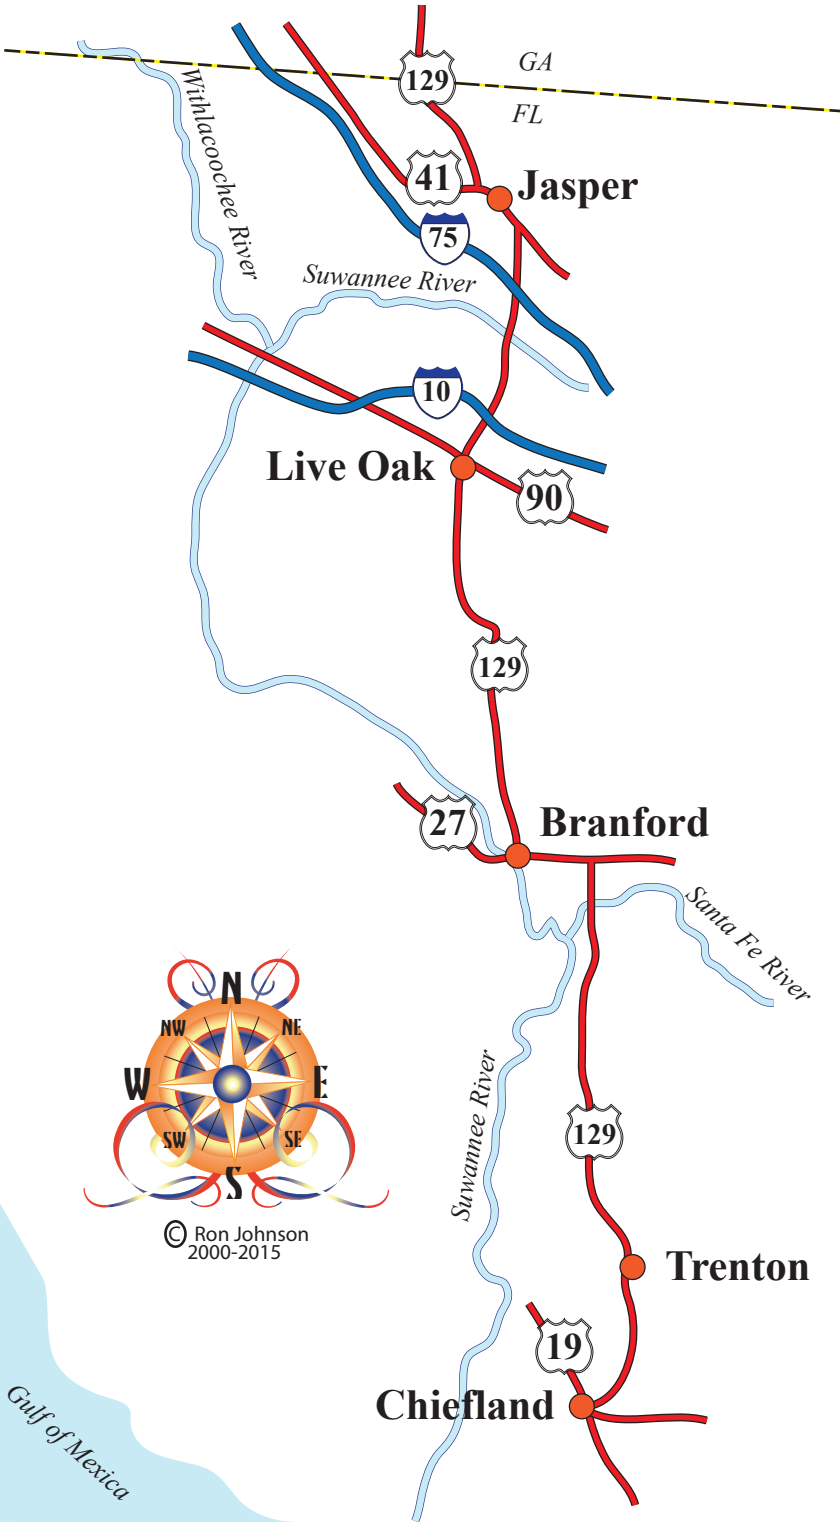 GA
129
FL
Withlacoochee River
41
Jasper
75
Suwannee River
10
Live Oak
90
129
27
Branford
Santa Fe River
N
NW
NE
W
E
SW
SE
S
Suwannee River
129
© Ron Johnson
2000-2015
Trenton
19
Chiefland
Gulf of Mexica